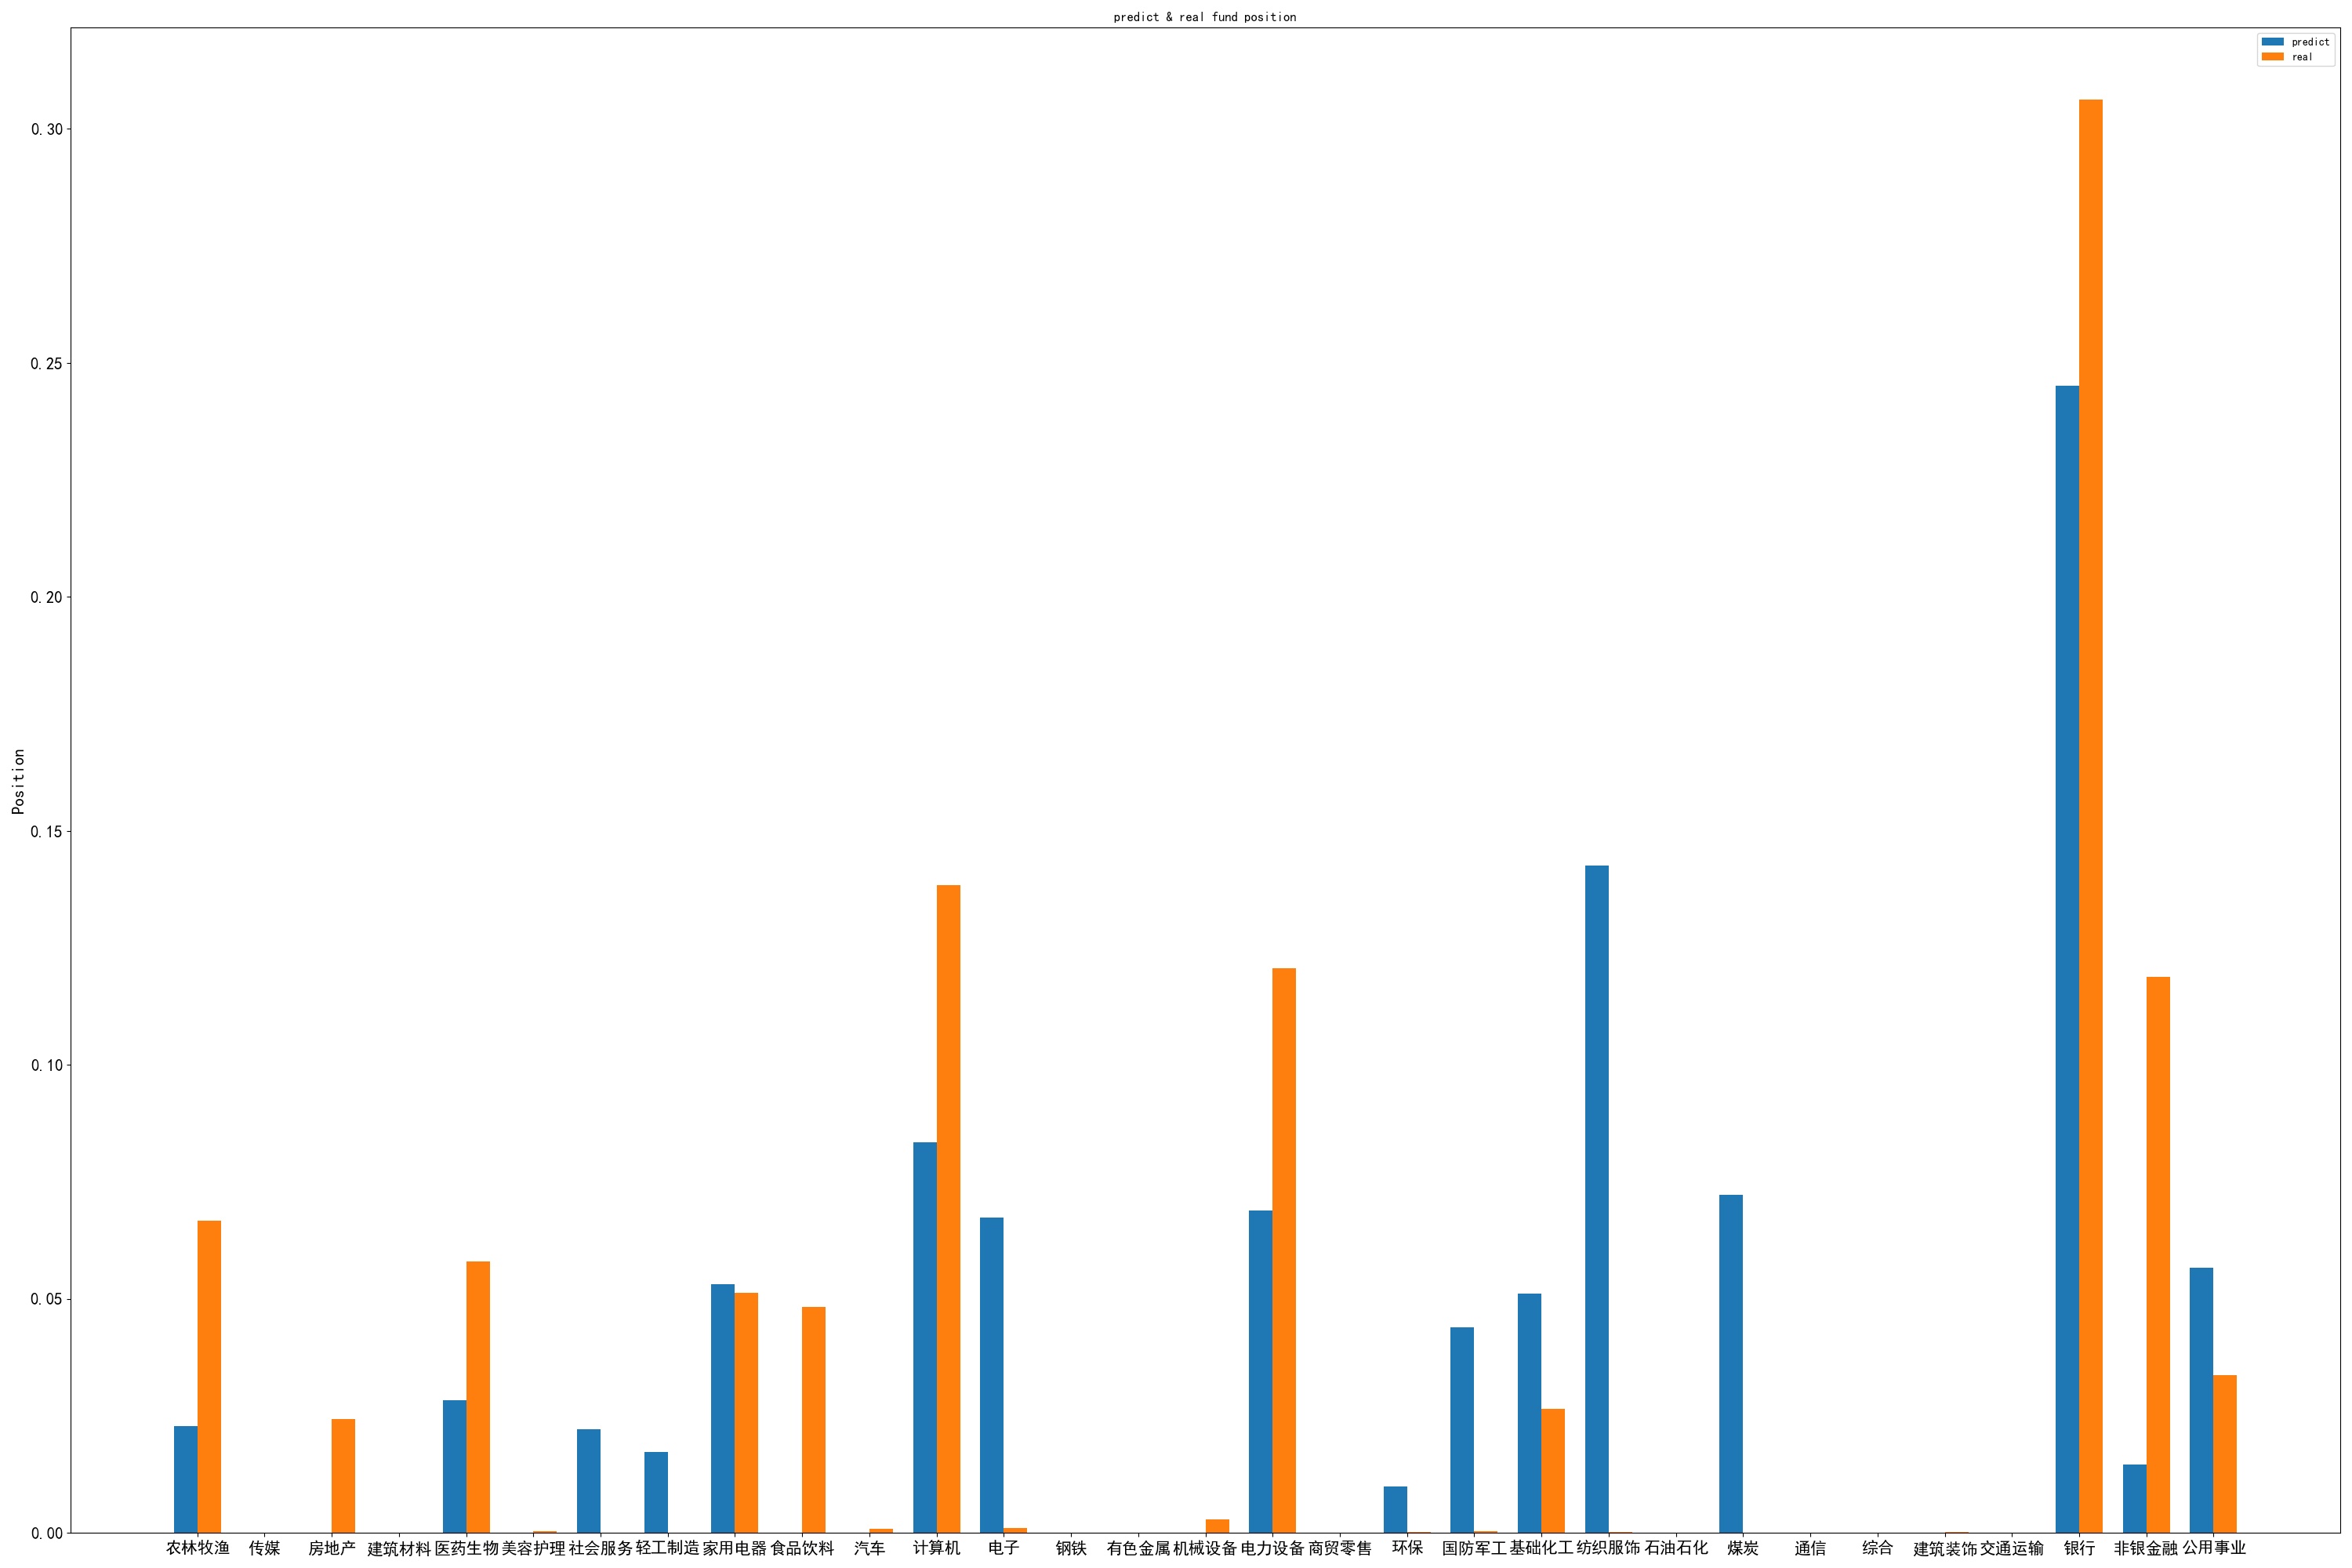 predict & real fund position
predict
real
Position
0.30
0.25
0.20
0.15
0.10
0.05
0.00
农林牧渔 传媒 房地产 建筑材料 医药生物 美容护理 社会服务 轻工制造 家用电器 食品饮料 汽车 计算机 电子 钢铁 有色金属 机械设备 电力设备 商贸零售 环保 国防军工 基础化工 纺织服饰 石油石化 煤炭 通信 综合 建筑装饰 交通运输 银行 非银金融 公用事业